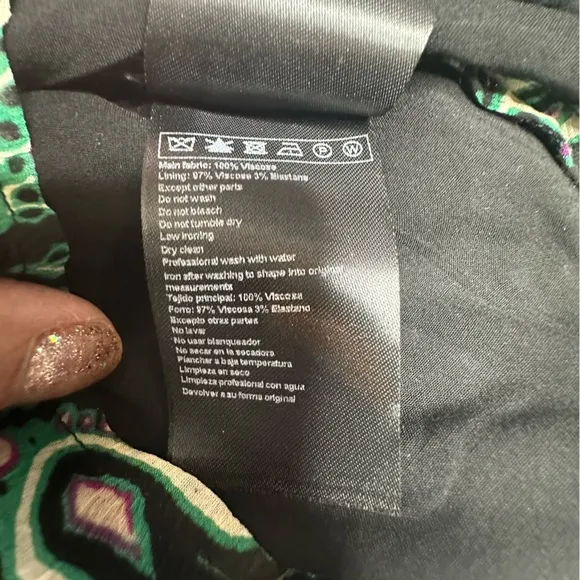 P W
Main fabric: 100% Viscose
Lining: 97% Viscose 3% Elastane
Except other parts
Do not wash
Do not bleach
Do not tumble dry
Low ironing
Dry clean
Professional wash with water
Iron after washing to shape into original
measurements
Tejido principal: 100% Viscosa
Forro: 97% Viscosa 3% Elastano
Excepto otras partes
No lavar
No usar blanqueador
No secar en la secadora
Planchar a baja temperatura
Limpieza en seco
Limpieza profesional con agua
Devolver a su forma original